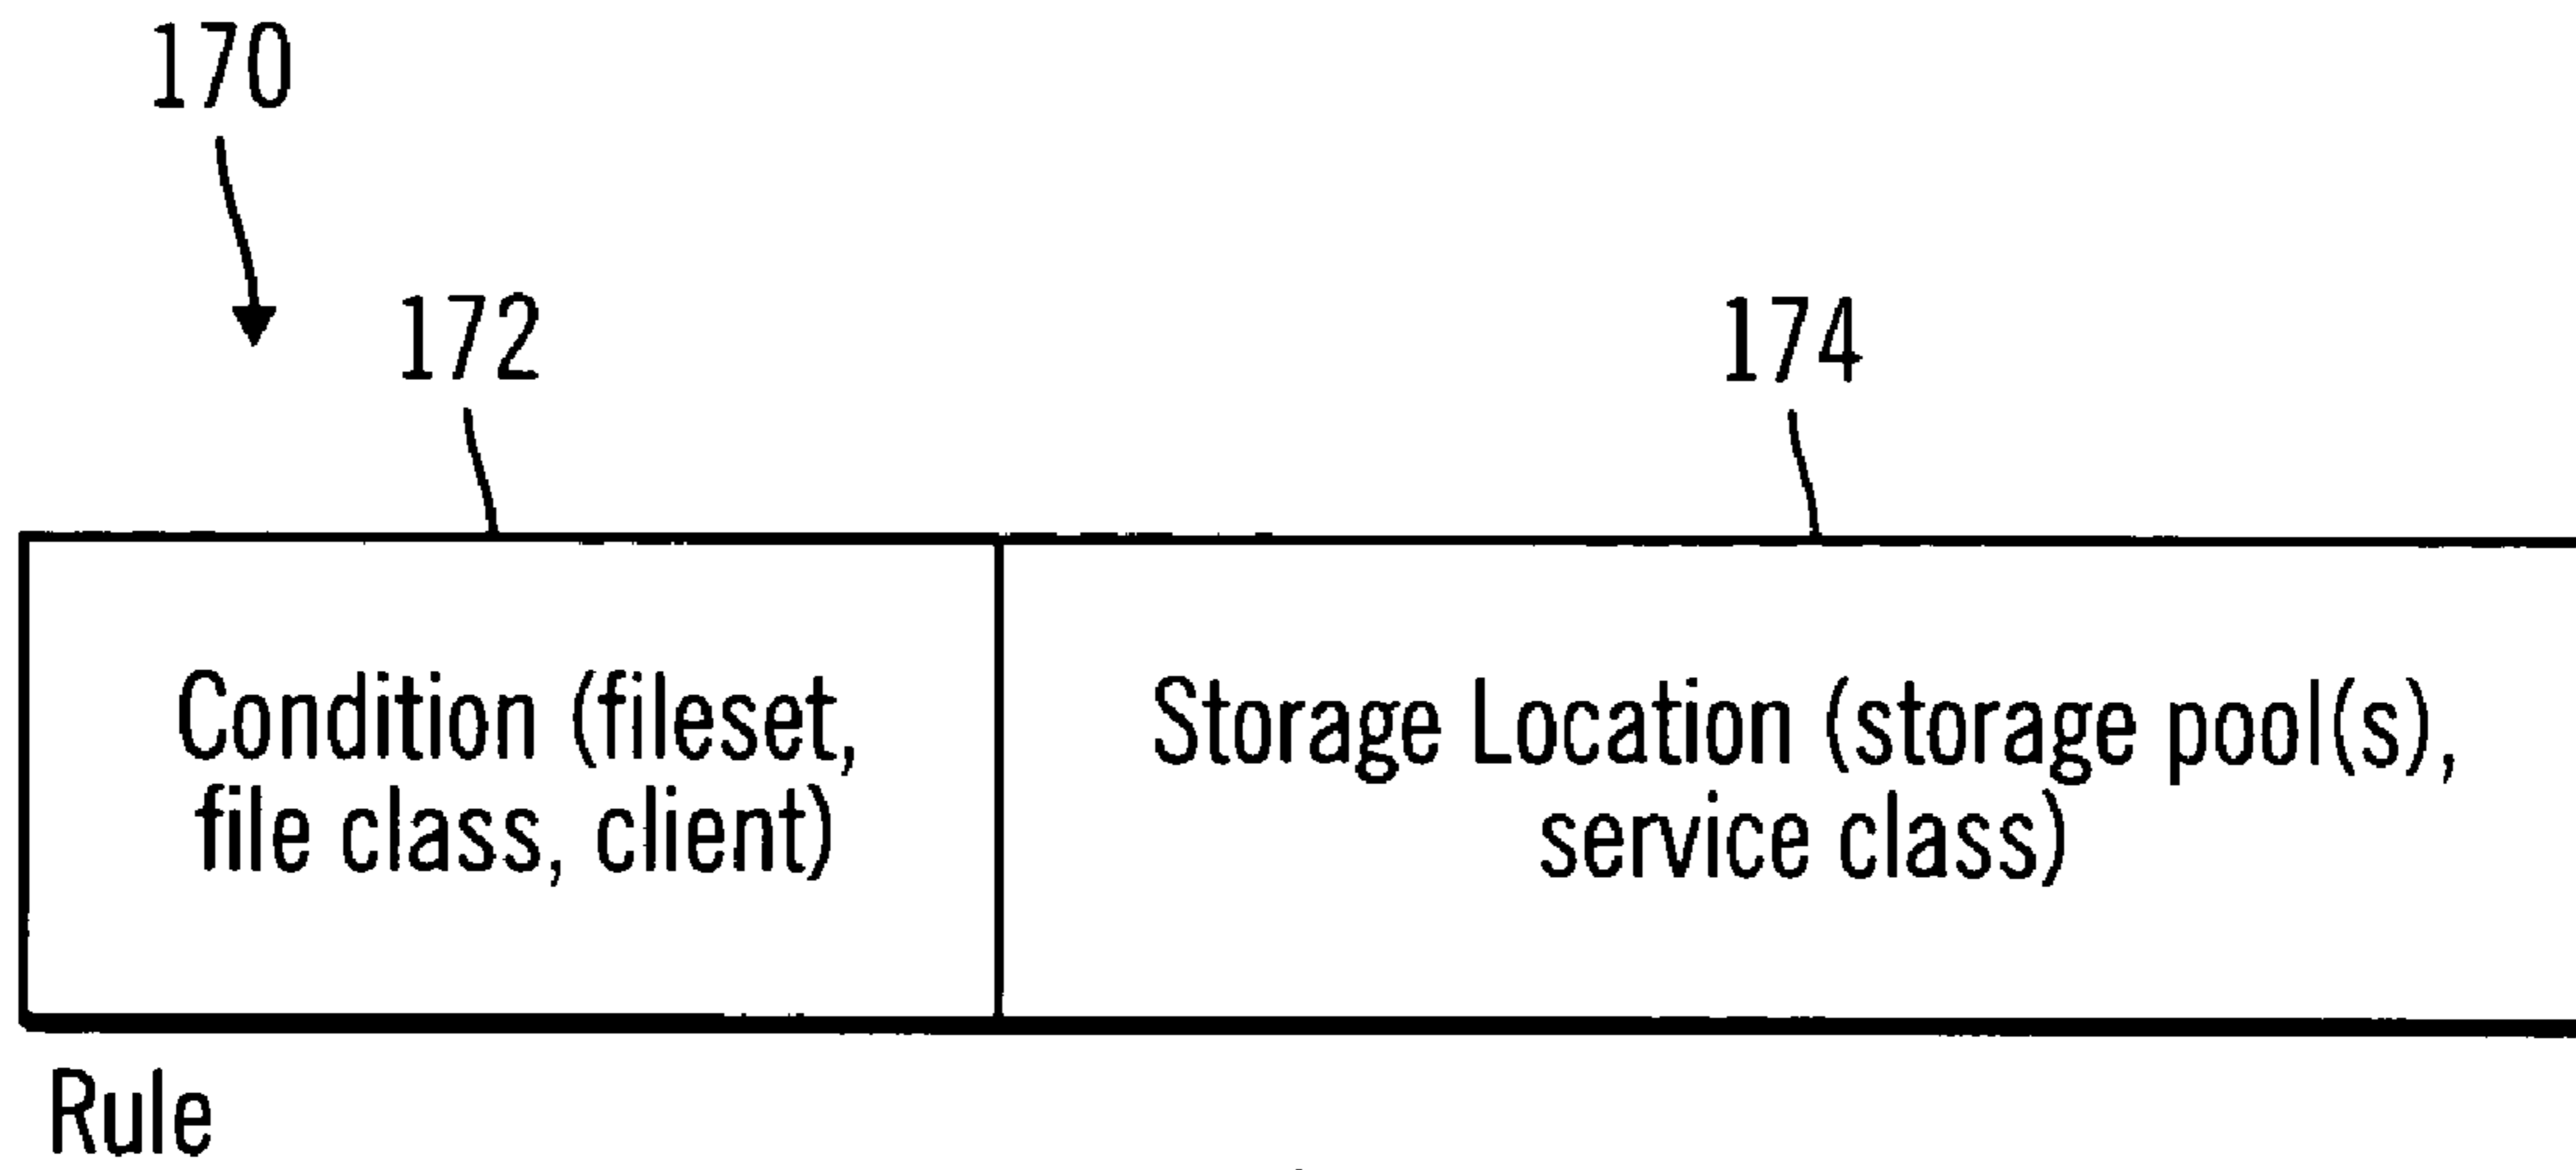 170
172
174
Condition (fileset,
file class, client)
Storage Location (storage pool(s),
service class)
Rule